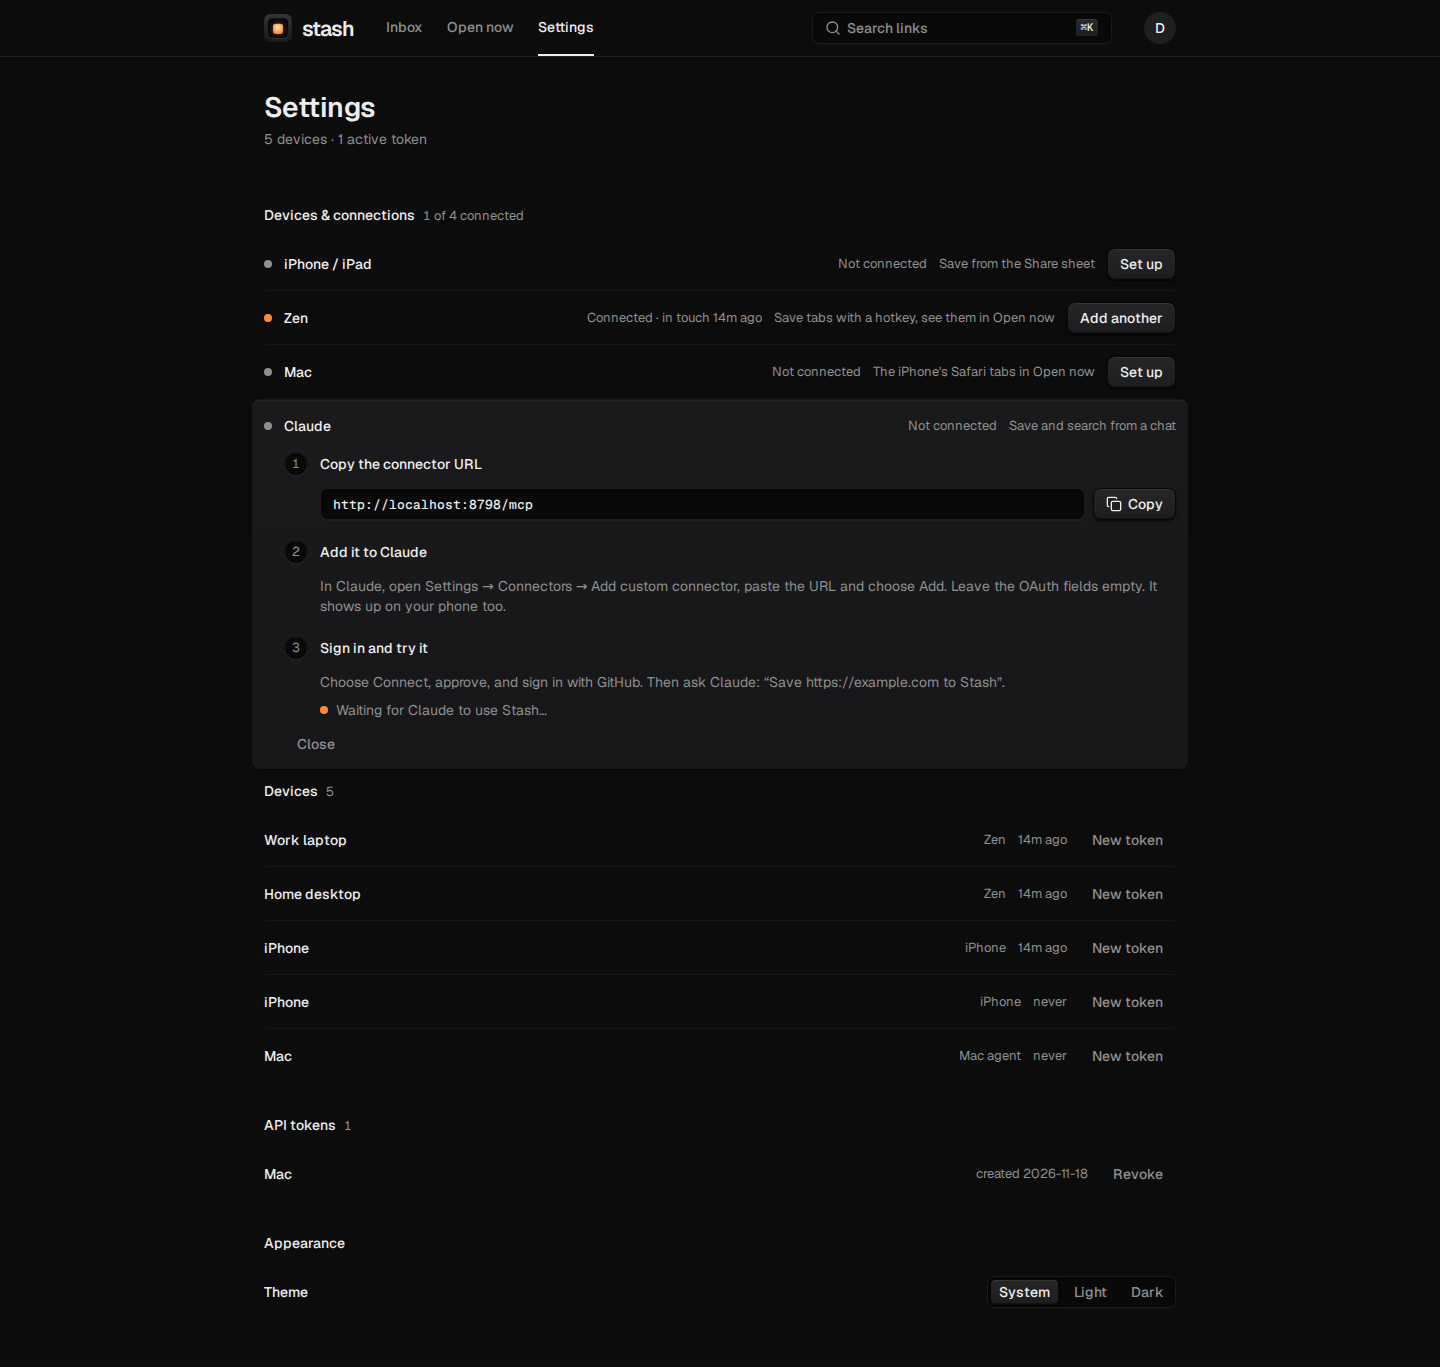 stash Inbox Open now Settings Search links ⌘K D
Settings
5 devices · 1 active token
Devices & connections 1 of 4 connected
iPhone / iPad Not connected Save from the Share sheet Set up
Zen Connected · in touch 14m ago Save tabs with a hotkey, see them in Open now Add another
Mac Not connected The iPhone's Safari tabs in Open now Set up
Claude Not connected Save and search from a chat
1 Copy the connector URL
http://localhost:8798/mcp Copy
2 Add it to Claude
In Claude, open Settings → Connectors → Add custom connector, paste the URL and choose Add. Leave the OAuth fields empty. It
shows up on your phone too.
3 Sign in and try it
Choose Connect, approve, and sign in with GitHub. Then ask Claude: “Save https://example.com to Stash”.
Waiting for Claude to use Stash…
Close
Devices 5
Work laptop Zen 14m ago New token
Home desktop Zen 14m ago New token
iPhone iPhone 14m ago New token
iPhone iPhone never New token
Mac Mac agent never New token
API tokens 1
Mac created 2026-11-18 Revoke
Appearance
Theme System Light Dark